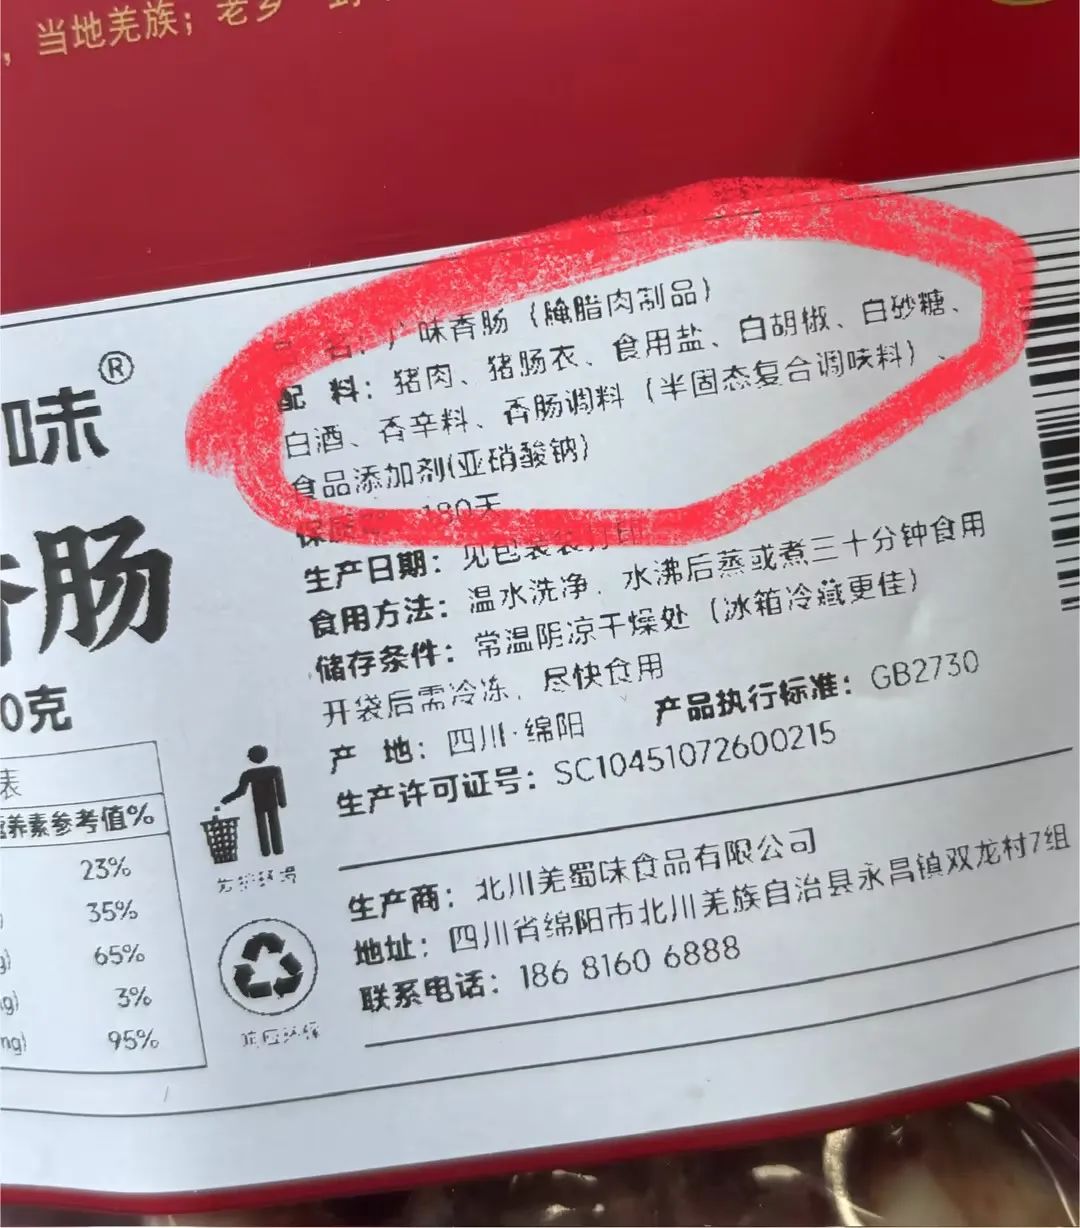 ，当地羌族；老乡
味®
肠
0克
表
营养素参考值%
23%
35%
g) 65%
mg) 3%
mg) 95%
味香肠（腌腊肉制品）
配 料：猪肉、猪肠衣、食用盐、白胡椒、白砂糖、
白酒、香辛料、香肠调料（半固态复合调味料）、
食品添加剂(亚硝酸钠)
180天
生产日期：见包装袋打印
食用方法：温水洗净，水沸后蒸或煮三十分钟食用
储存条件：常温阴凉干燥处（冰箱冷藏更佳）
开袋后需冷冻，尽快食用
产 地：四川·绵阳 产品执行标准：GB2730
生产许可证号：SC10451072600215
生产商：北川羌蜀味食品有限公司
地址：四川省绵阳市北川羌族自治县永昌镇双龙村7组
联系电话：186 8160 6888